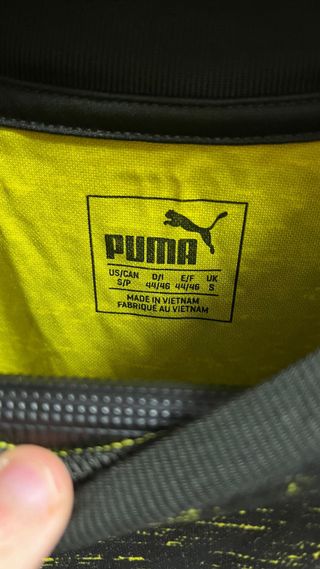 PUMA
US/CAN D/I E/F UK
S/P 44/46 44/46 S
MADE IN VIETNAM
FABRIQUÉ AU VIETNAM